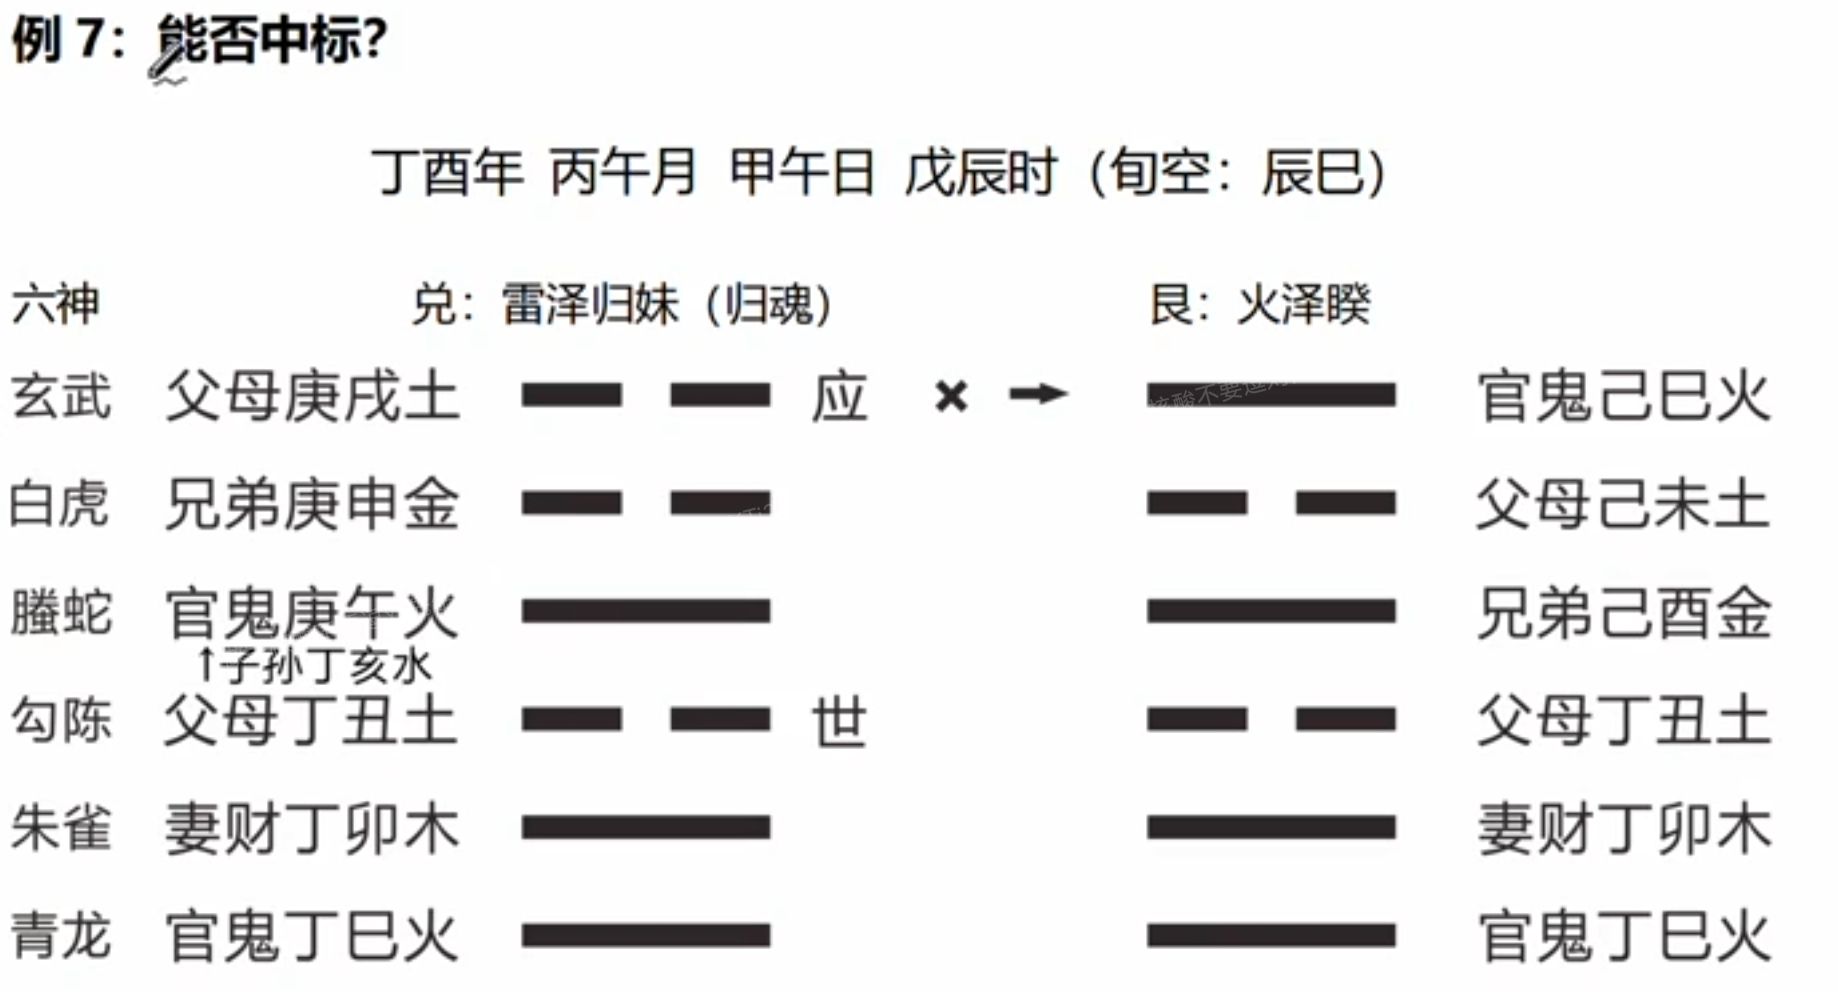 例 7：能否中标？
丁酉年 丙午月 甲午日 戊辰时（旬空：辰巳）
六神 兑：雷泽归妹（归魂） 艮：火泽睽
玄武 父母庚戌土 应 × → 官鬼己巳火
白虎 兄弟庚申金 父母己未土
螣蛇 官鬼庚午火 兄弟己酉金
↑子孙丁亥水
勾陈 父母丁丑土 世 父母丁丑土
朱雀 妻财丁卯木 妻财丁卯木
青龙 官鬼丁巳火 官鬼丁巳火